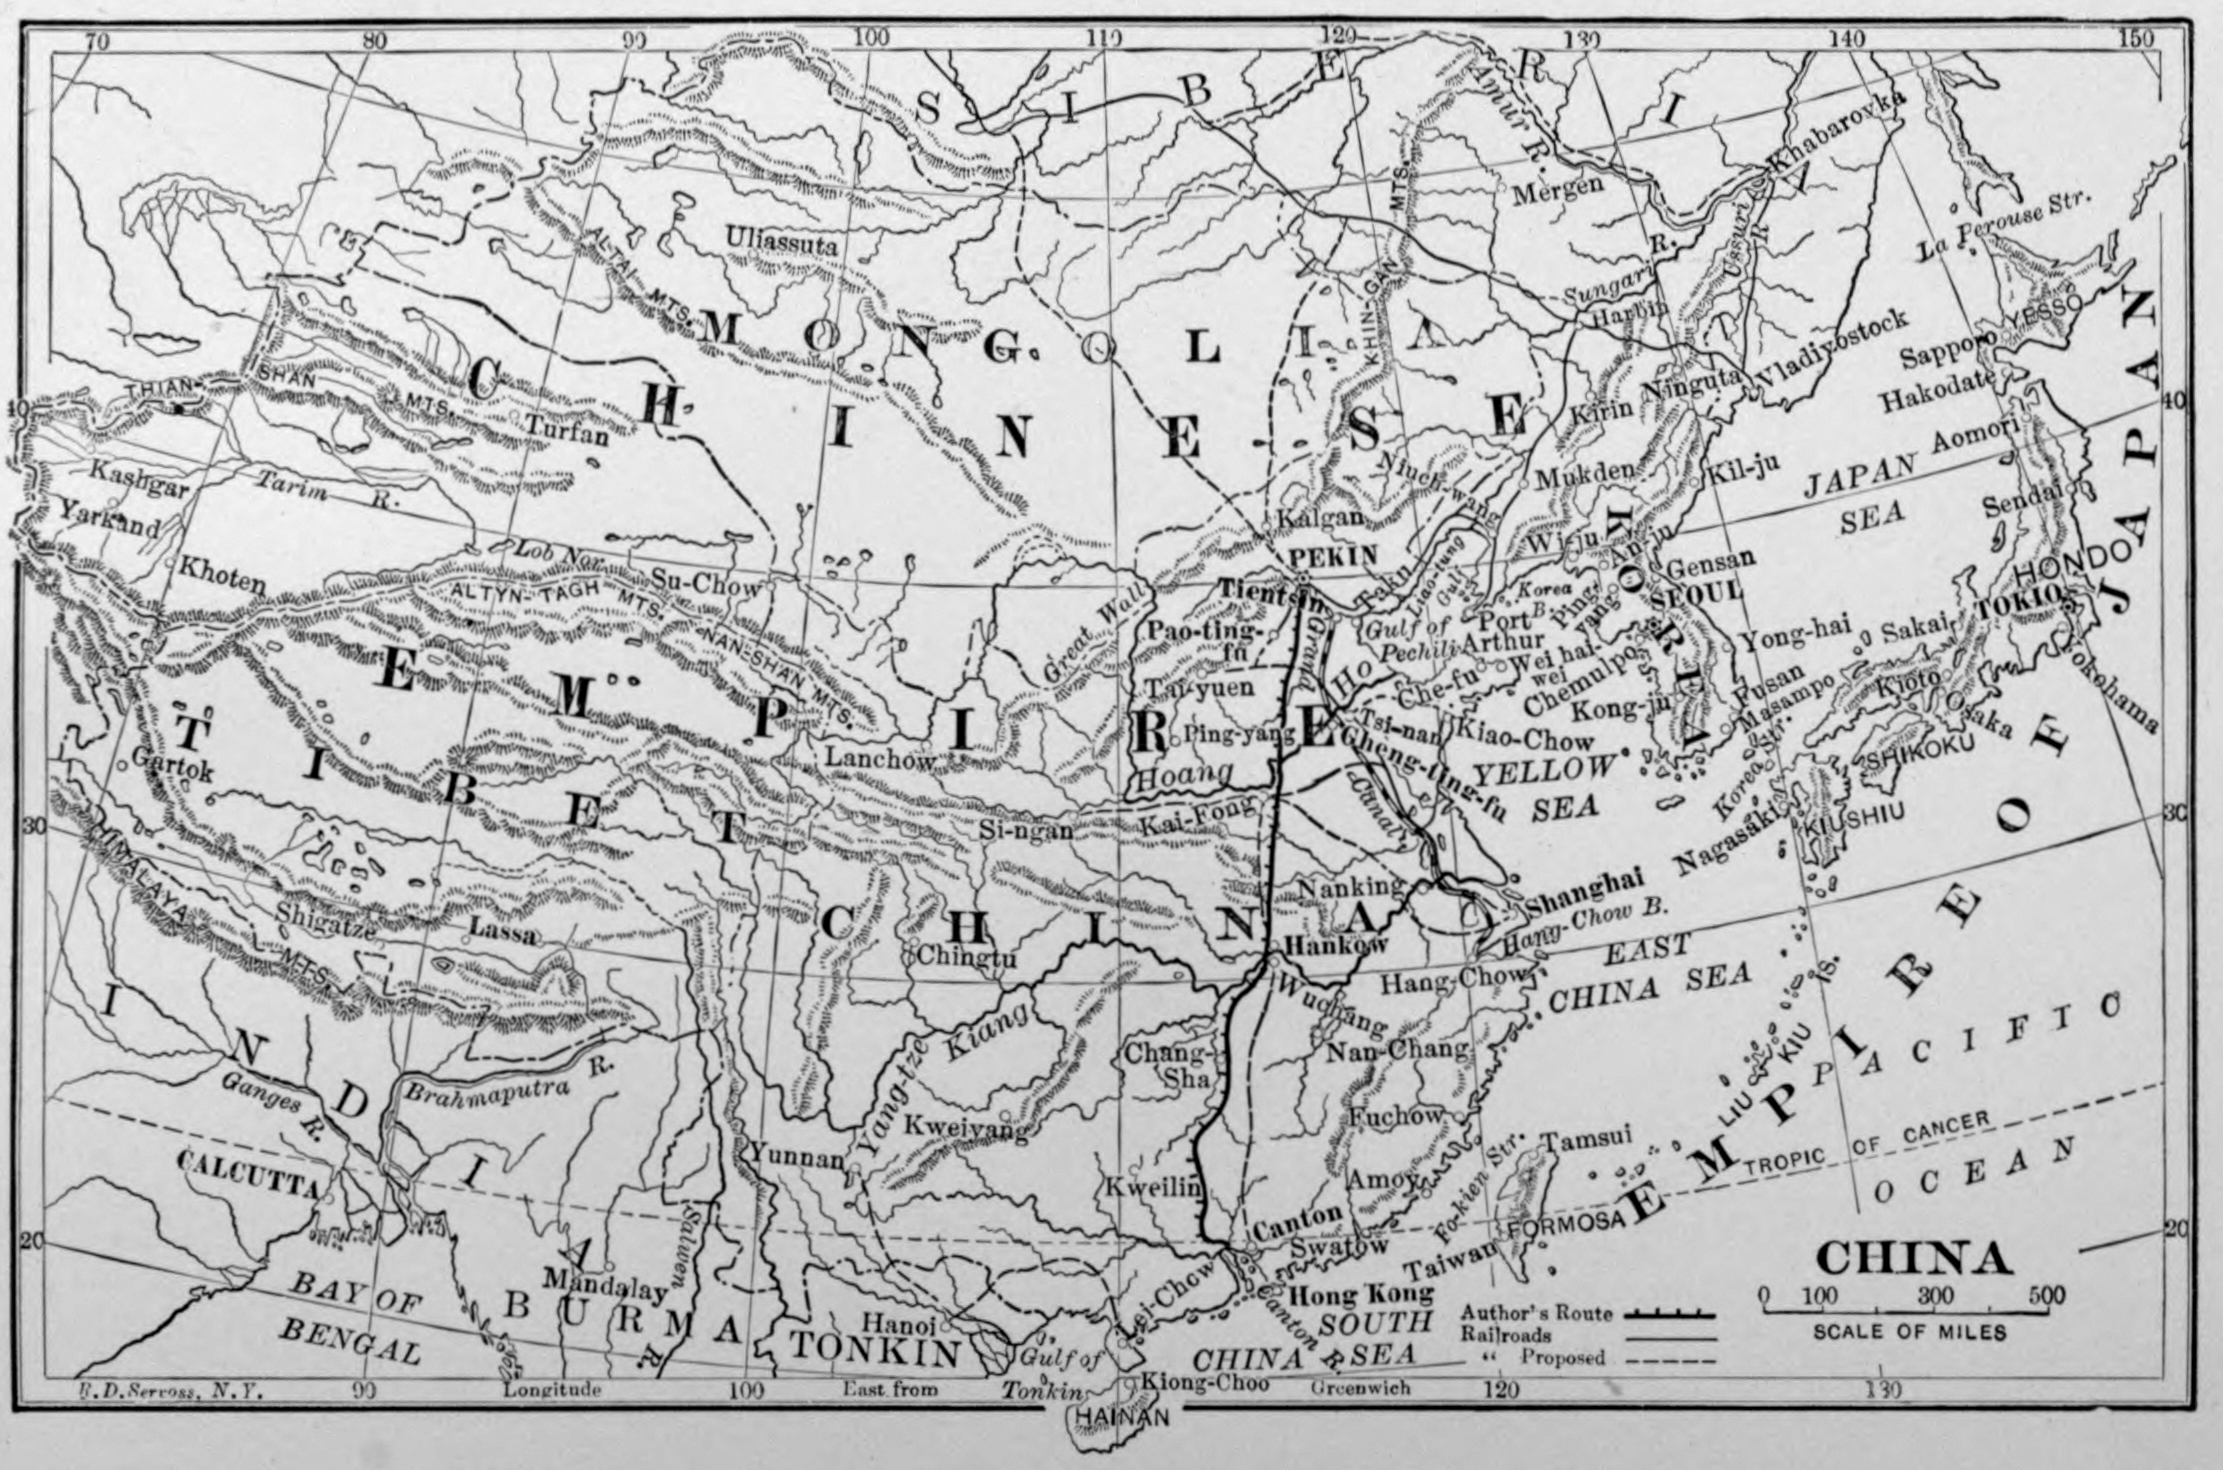 70 80 90 100 110 120 130 140 150
SIBERIA
Amur R.
Khabarovka
Mergen
MTS.
KHIN-GAN
Ussuri R.
La Perouse Str.
Uliassuta
ALTAI MTS.
Sungari R.
Harbin
MONGOLIA
YESSO
Sapporo
Vladivostock
Hakodate
THIAN-SHAN MTS.
CHINESE
Ninguta
Kirin
40
40
Turfan
Aomori
Kashgar
Tarim R.
Niuch-wang
Mukden
Kil-ju
JAPAN
SEA
Sendai
Yarkand
Kalgan
Wi-ju
An-ju
Lob Nor
PEKIN
Gensan
HONDO
Khoten
Su-Chow
Taku
Liao-tung
Gulf
Korea
B.
Ping-
yang
SEOUL
ALTYN-TAGH MTS.
Tientsin
Port
Arthur
TOKIO
Great Wall
Pao-ting-
fu
Grand
Gulf of
Pechili
Yong-hai
Sakai
NAN-SHAN MTS.
Wei hai-
wei
Chemulpo
KOREA
Yokohama
Tai-yuen
Ho
Che-fu
Kong-ju
Fusan
Masampo
Kioto
Osaka
EMPIRE
TIBET
Gartok
Lanchow
Ping-yang
Tsi-nan
Kiao-Chow
Cheng-ting-fu
Korea Str.
SHIKOKU
Hoang
YELLOW
SEA
Canal
30
30
Si-ngan
Kai-Fong
Nagasaki
KIUSHIU
HIMALAYA MTS.
Shigatze
Lassa
Nanking
Shanghai
Hang-Chow B.
CHINA
Chingtu
Hankow
EAST
CHINA SEA
Hang-Chow
Wuchang
INDIA
Yang-tze Kiang
Nan-Chang
Chang-
Sha
LIU KIU IS.
JAPAN
EMPIRE OF
PACIFIC
OCEAN
Ganges R.
Brahmaputra R.
Kweiyang
Fuchow
Tamsui
TROPIC OF CANCER
Yunnan
CALCUTTA
Kweilin
Amoy
Fo-kien Str.
FORMOSA
20
20
Salwen R.
Canton
Swatow
Taiwan
CHINA
0 100 300 500
SCALE OF MILES
Mandalay
BAY OF
BENGAL
BURMA
Hanoi
Lei-Chow
Hong Kong
Canton R.
SOUTH
CHINA SEA
Author's Route
Railroads
" Proposed
TONKIN
Gulf of
Tonkin
Kiong-Choo
HAINAN
E.D.Servoss, N.Y. 90 Longitude 100 East from Greenwich 120 130